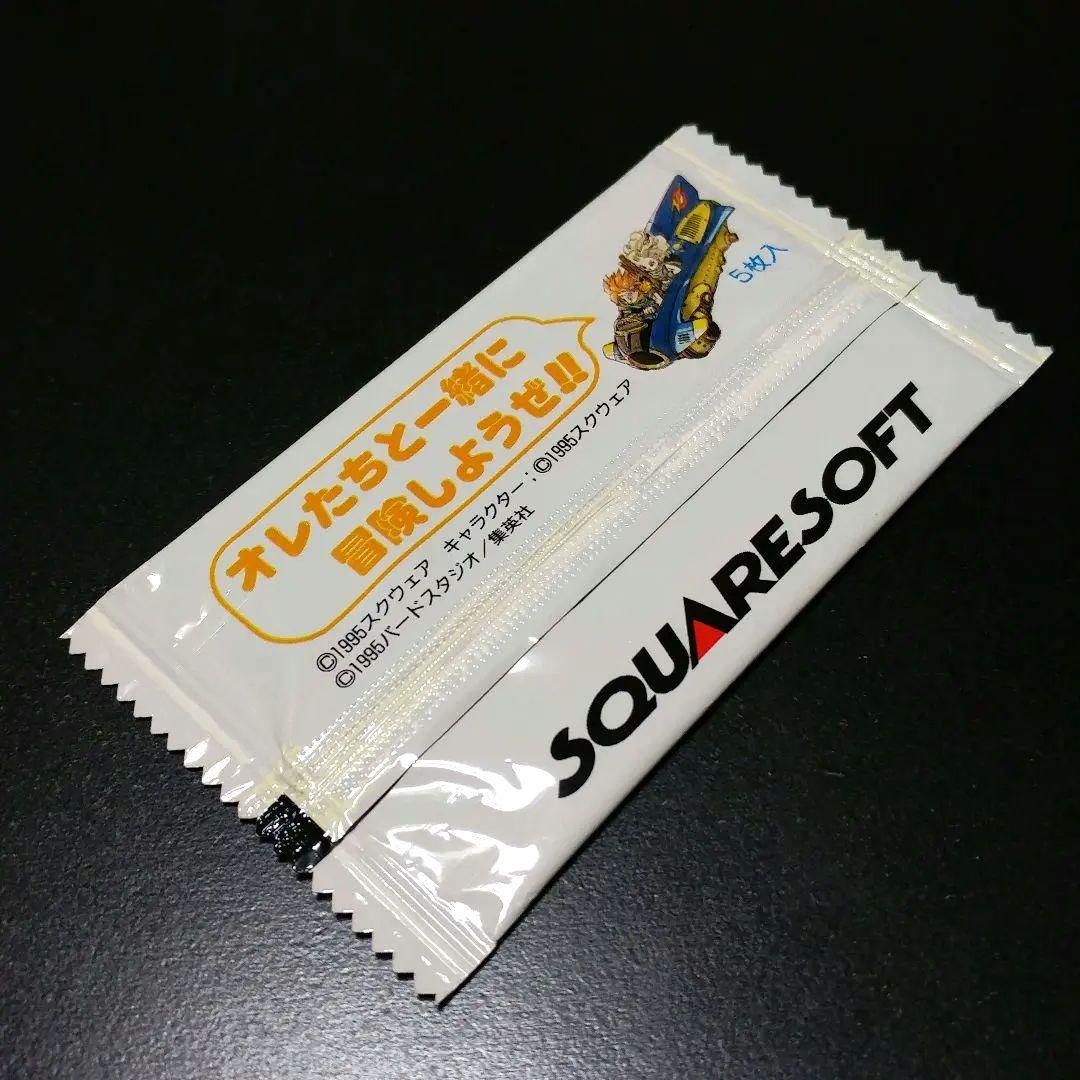 5枚入
オレたちと一緒に
冒険しようぜ!!
©1995スクウェア キャラクター;©1995スクウェア
©1995バードスタジオ/集英社
SQUARESOFT